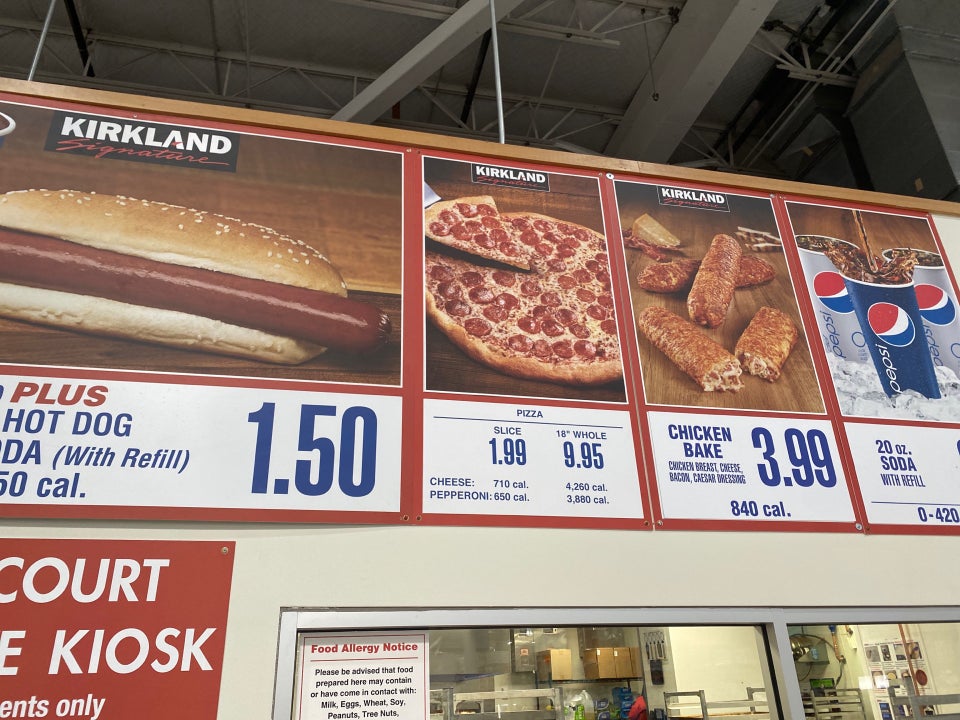 KIRKLAND
Signature
PLUS
HOT DOG
(With Refill)
1.50
cal.
KIRKLAND
Signature
PIZZA
SLICE
18" WHOLE
1.99
9.95
CHEESE: 710 cal. 4,260 cal.
PEPPERONI: 650 cal. 3,880 cal.
KIRKLAND
Signature
CHICKEN
BAKE
CHICKEN BREAST, CHEESE,
BACON, CAESAR DRESSING
3.99
840 cal.
pepsi
pepsi
pepsi
20 oz.
SODA
WITH REFILL
0-420
COURT
KIOSK
only
Food Allergy Notice
Please be advised that food
prepared here may contain
or have come in contact with:
Milk, Eggs, Wheat, Soy,
Peanuts, Tree Nuts,